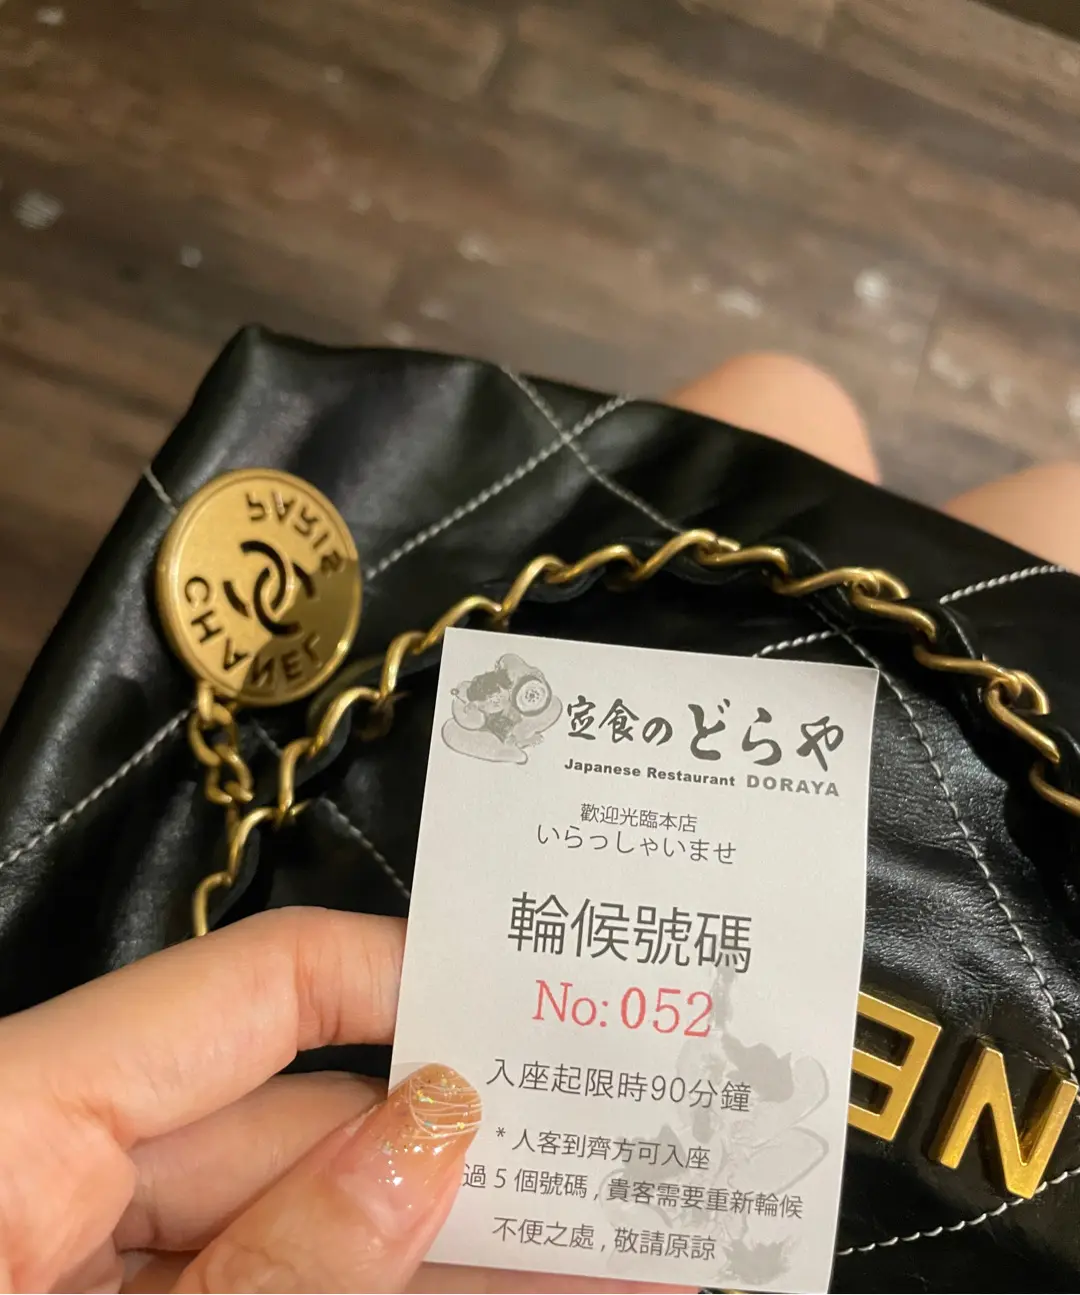 CHANEL
PARIS
定食のどらや
Japanese Restaurant DORAYA
歡迎光臨本店
いらっしゃいませ
輪候號碼
No: 052
入座起限時90分鐘
* 人客到齊方可入座
過 5 個號碼 , 貴客需要重新輪候
不便之處 , 敬請原諒
NE